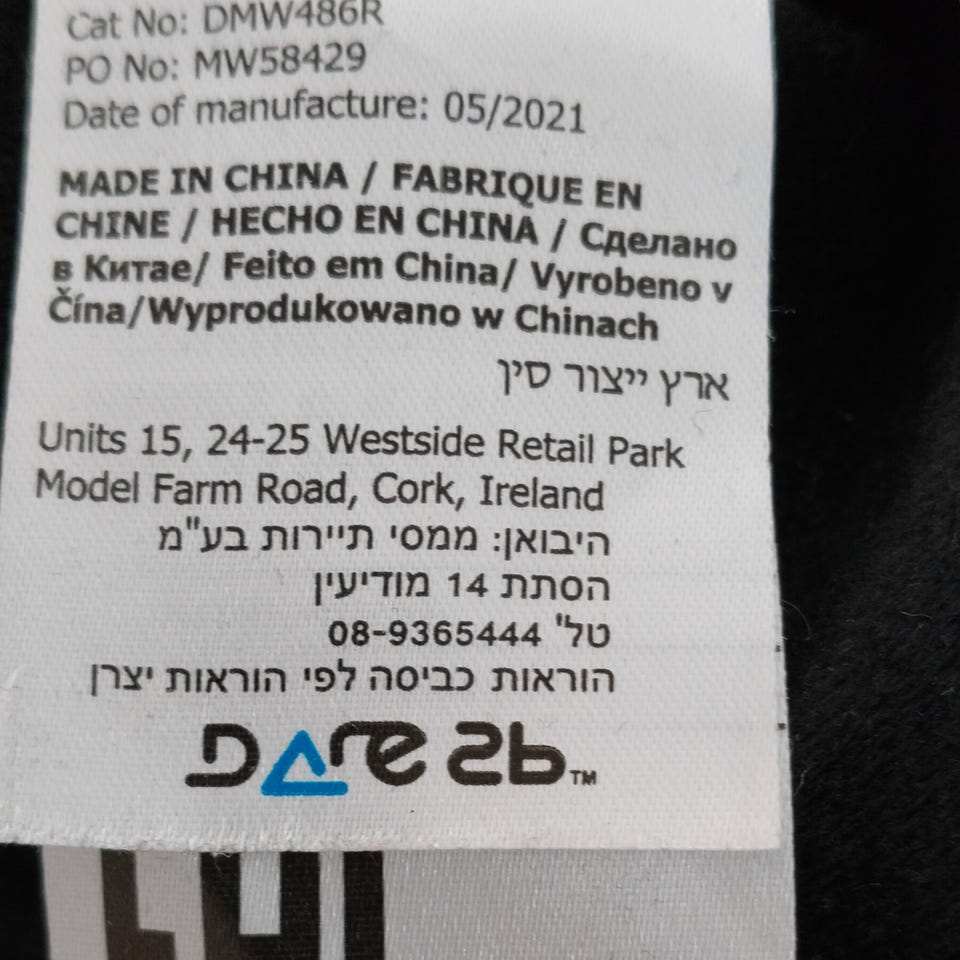 Cat No: DMW486R
PO No: MW58429
Date of manufacture: 05/2021
MADE IN CHINA / FABRIQUE EN
CHINE / HECHO EN CHINA / Сделано
в Китае/ Feito em China/ Vyrobeno v
Čína/Wyprodukowano w Chinach
ארץ ייצור סין
Units 15, 24-25 Westside Retail Park
Model Farm Road, Cork, Ireland
היבואן: ממסי תיירות בע"מ
הסתת 14 מודיעין
טל' 08-9365444
הוראות כביסה לפי הוראות יצרן
DARE 2b™